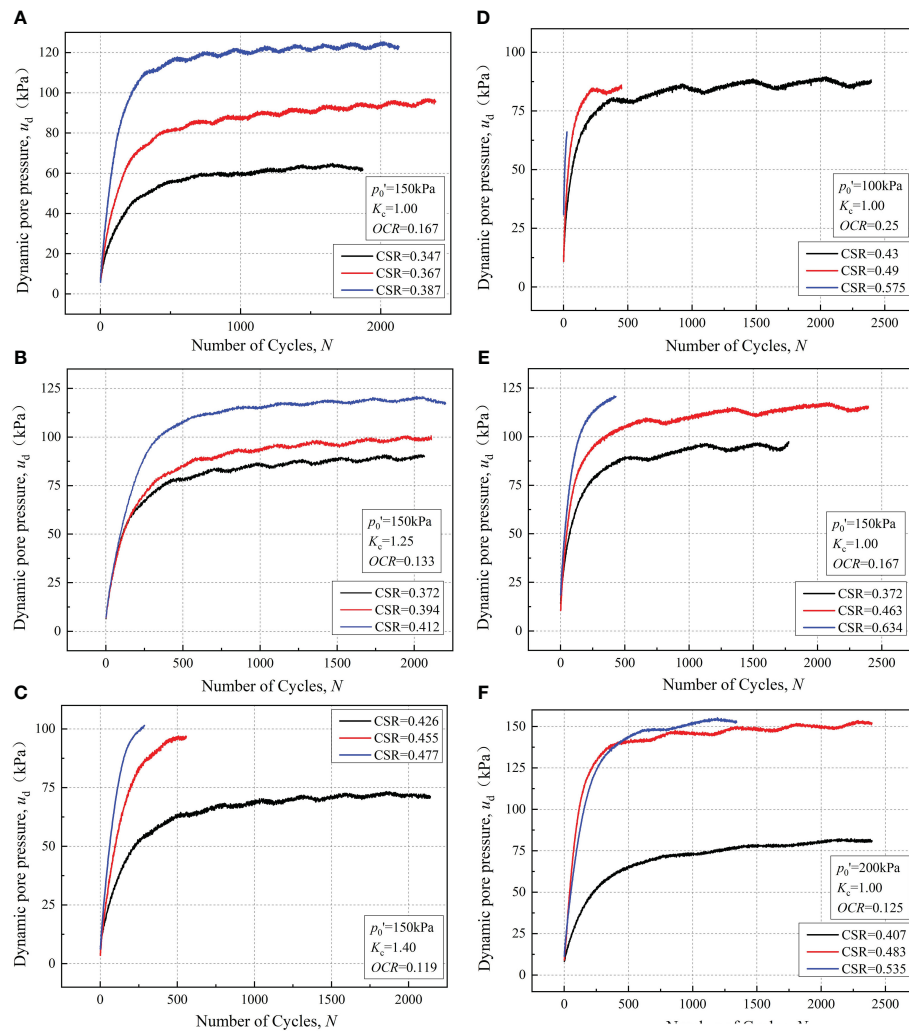 A
Dynamic pore pressure, ud (kPa)
120
100
80
60
40
20
0
p0'=150kPa
Kc=1.00
OCR=0.167
CSR=0.347
CSR=0.367
CSR=0.387
0 1000 2000
Number of Cycles, N
B
Dynamic pore pressure, ud (kPa)
125
100
75
50
25
0
p0'=150kPa
Kc=1.25
OCR=0.133
CSR=0.372
CSR=0.394
CSR=0.412
0 500 1000 1500 2000
Number of Cycles, N
C
Dynamic pore pressure, ud (kPa)
100
75
50
25
0
CSR=0.426
CSR=0.455
CSR=0.477
p0'=150kPa
Kc=1.40
OCR=0.119
0 500 1000 1500 2000
Number of Cycles, N
D
Dynamic pore pressure, ud (kPa)
100
75
50
25
0
p0'=100kPa
Kc=1.00
OCR=0.25
CSR=0.43
CSR=0.49
CSR=0.575
0 500 1000 1500 2000 2500
Number of Cycles, N
E
Dynamic pore pressure, ud (kPa)
125
100
75
50
25
0
p0'=150kPa
Kc=1.00
OCR=0.167
CSR=0.372
CSR=0.463
CSR=0.634
0 500 1000 1500 2000 2500
Number of Cycles, N
F
Dynamic pore pressure, ud (kPa)
150
125
100
75
50
25
0
p0'=200kPa
Kc=1.00
OCR=0.125
CSR=0.407
CSR=0.483
CSR=0.535
0 500 1000 1500 2000 2500
Number of Cycles, N